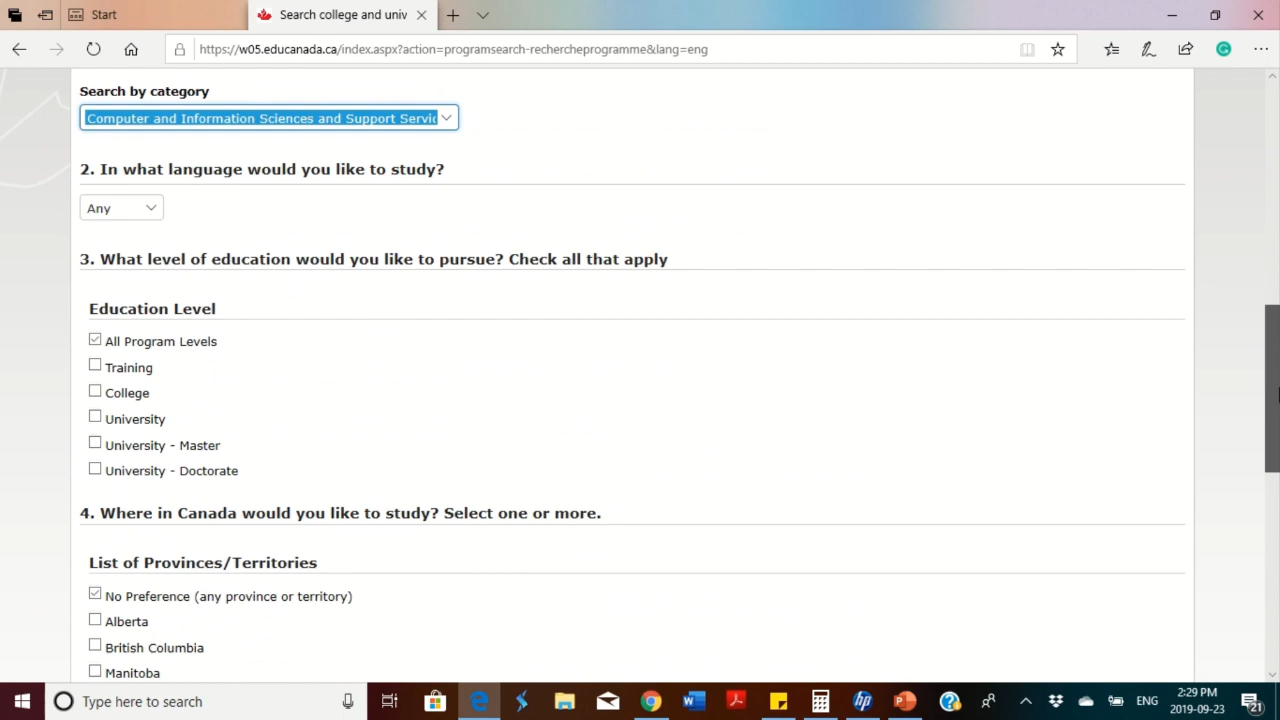 Start
Search college and univ
https://w05.educanada.ca/index.aspx?action=programsearch-rechercheprogramme&lang=eng
Search by category
Computer and Information Sciences and Support Servic
2. In what language would you like to study?
Any
3. What level of education would you like to pursue? Check all that apply
Education Level
All Program Levels
Training
College
University
University - Master
University - Doctorate
4. Where in Canada would you like to study? Select one or more.
List of Provinces/Territories
No Preference (any province or territory)
Alberta
British Columbia
Manitoba
Type here to search
ENG
2:29 PM
2019-09-23
21